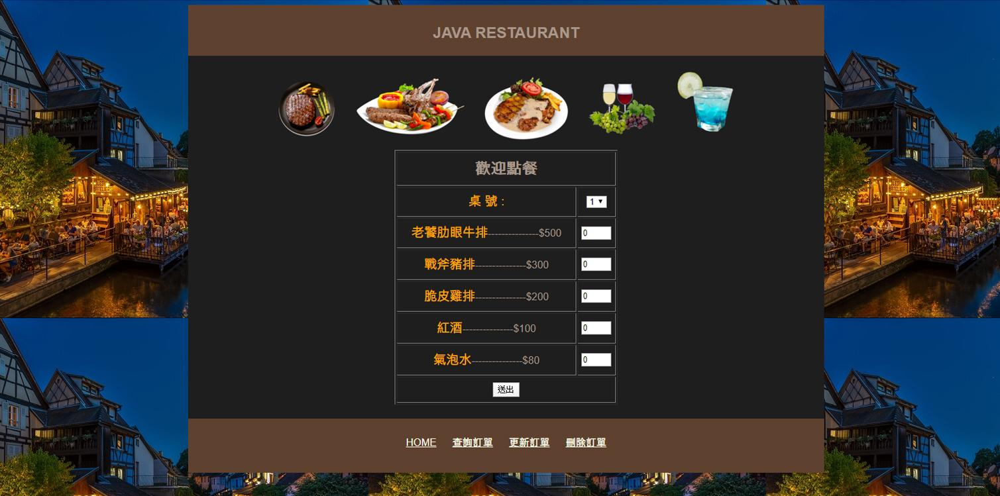 JAVA RESTAURANT
歡迎點餐
桌 號 : 1
老饕肋眼牛排---------------$500 0
戰斧豬排---------------$300 0
脆皮雞排---------------$200 0
紅酒---------------$100 0
氣泡水---------------$80 0
送出
HOME 查詢訂單 更新訂單 刪除訂單